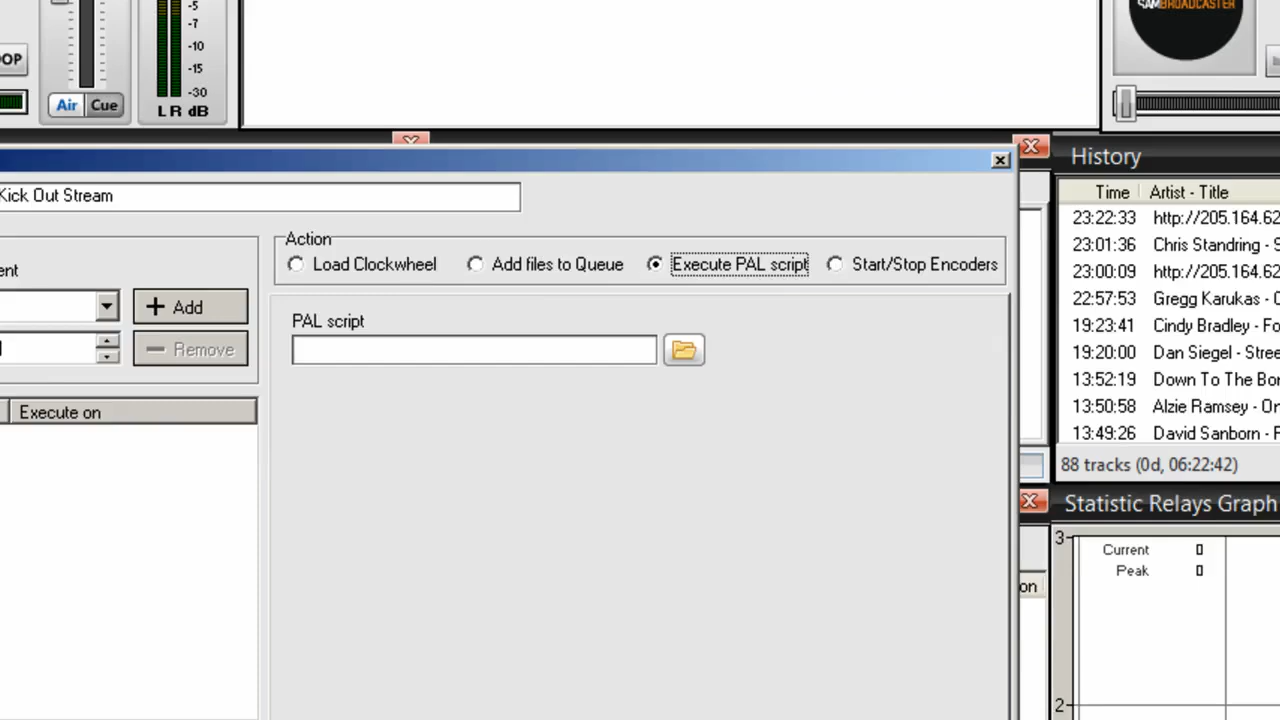 -5
-7
-10
-15
-30
L R dB
OOP
Air
Cue
SAMBROADCASTER
Kick Out Stream
Action
Load Clockwheel
Add files to Queue
Execute PAL script
Start/Stop Encoders
ent
Add
Remove
Execute on
PAL script
History
Time
Artist - Title
23:22:33 http://205.164.62
23:01:36 Chris Standring - S
23:00:09 http://205.164.62
22:57:53 Gregg Karukas -
19:23:41 Cindy Bradley - Fo
19:20:00 Dan Siegel - Stree
13:52:19 Down To The Bon
13:50:58 Alzie Ramsey - On
13:49:26 David Sanborn - F
88 tracks (0d, 06:22:42)
Statistic Relays Graph
3
Current 0
Peak 0
on
2